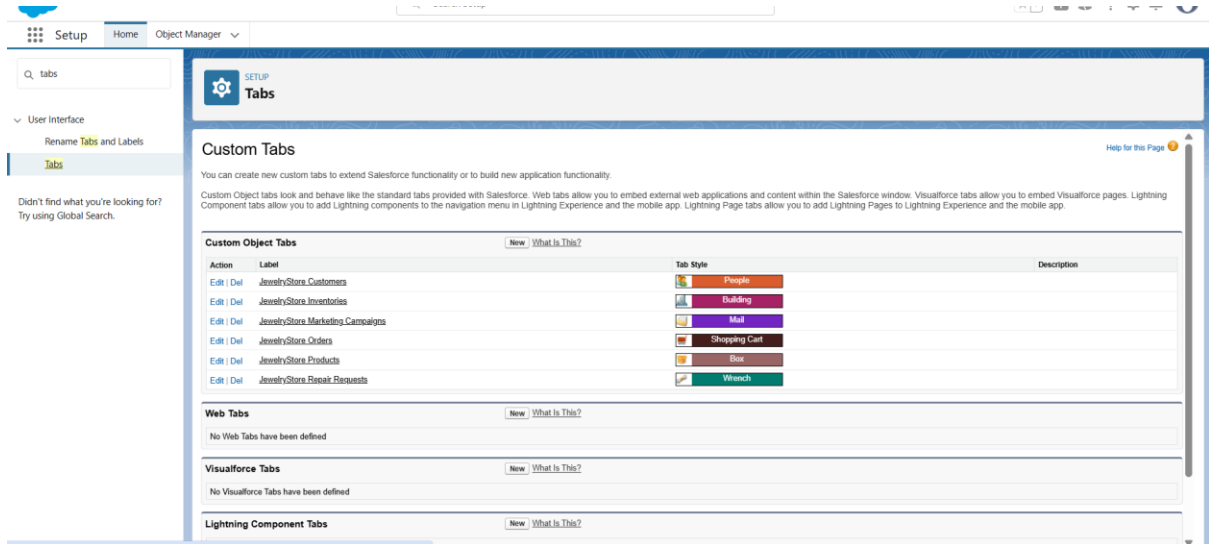 Setup
Home
Object Manager
tabs
User Interface
Rename Tabs and Labels
Tabs
Didn't find what you're looking for?
Try using Global Search.
SETUP
Tabs
Custom Tabs
Help for this Page
You can create new custom tabs to extend Salesforce functionality or to build new application functionality.
Custom Object tabs look and behave like the standard tabs provided with Salesforce. Web tabs allow you to embed external web applications and content within the Salesforce window. Visualforce tabs allow you to embed Visualforce pages. Lightning
Component tabs allow you to add Lightning components to the navigation menu in Lightning Experience and the mobile app. Lightning Page tabs allow you to add Lightning Pages to Lightning Experience and the mobile app.
Custom Object Tabs New What Is This?
Action Label Tab Style Description
Edit | Del JewelryStore Customers People
Edit | Del JewelryStore Inventories Building
Edit | Del JewelryStore Marketing Campaigns Mail
Edit | Del JewelryStore Orders Shopping Cart
Edit | Del JewelryStore Products Box
Edit | Del JewelryStore Repair Requests Wrench
Web Tabs New What Is This?
No Web Tabs have been defined
Visualforce Tabs New What Is This?
No Visualforce Tabs have been defined
Lightning Component Tabs New What Is This?